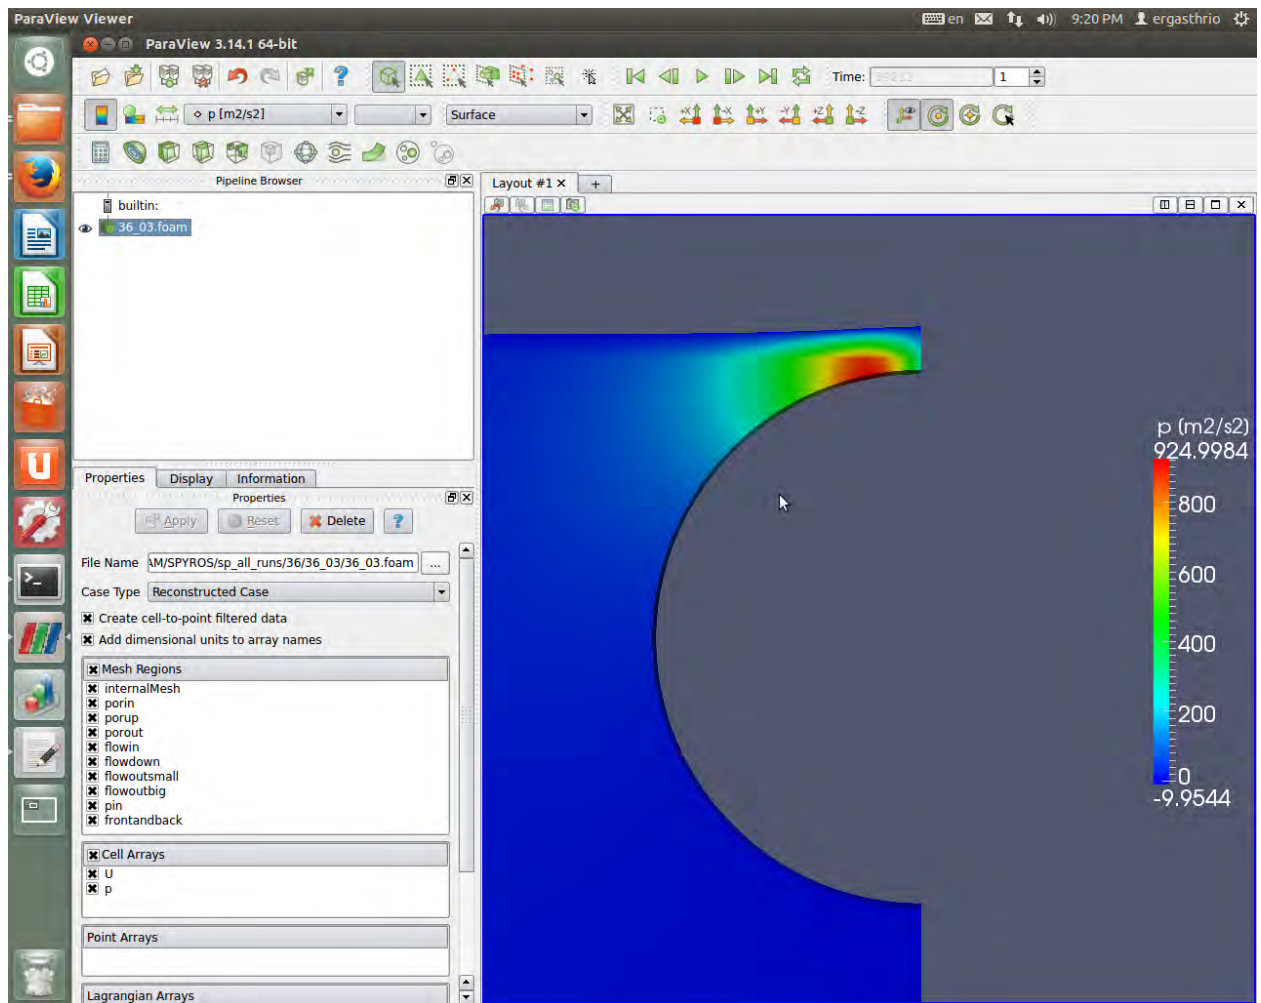 ParaView Viewer
en
9:20 PM
ergasthrio
ParaView 3.14.1 64-bit
Time:
1
p [m2/s2]
Surface
+X
-X
+Y
-Y
+Z
-Z
Pipeline Browser
Layout #1
builtin:
36_03.foam
Properties
Display
Information
Properties
Apply
Reset
Delete
?
File Name
AM/SPYROS/sp_all_runs/36/36_03/36_03.foam
...
Case Type
Reconstructed Case
Create cell-to-point filtered data
Add dimensional units to array names
Mesh Regions
internalMesh
porin
porup
porout
flowin
flowdown
flowoutsmall
flowoutbig
pin
frontandback
Cell Arrays
U
p
Point Arrays
Lagrangian Arrays
p (m2/s2)
924.9984
800
600
400
200
0
-9.9544